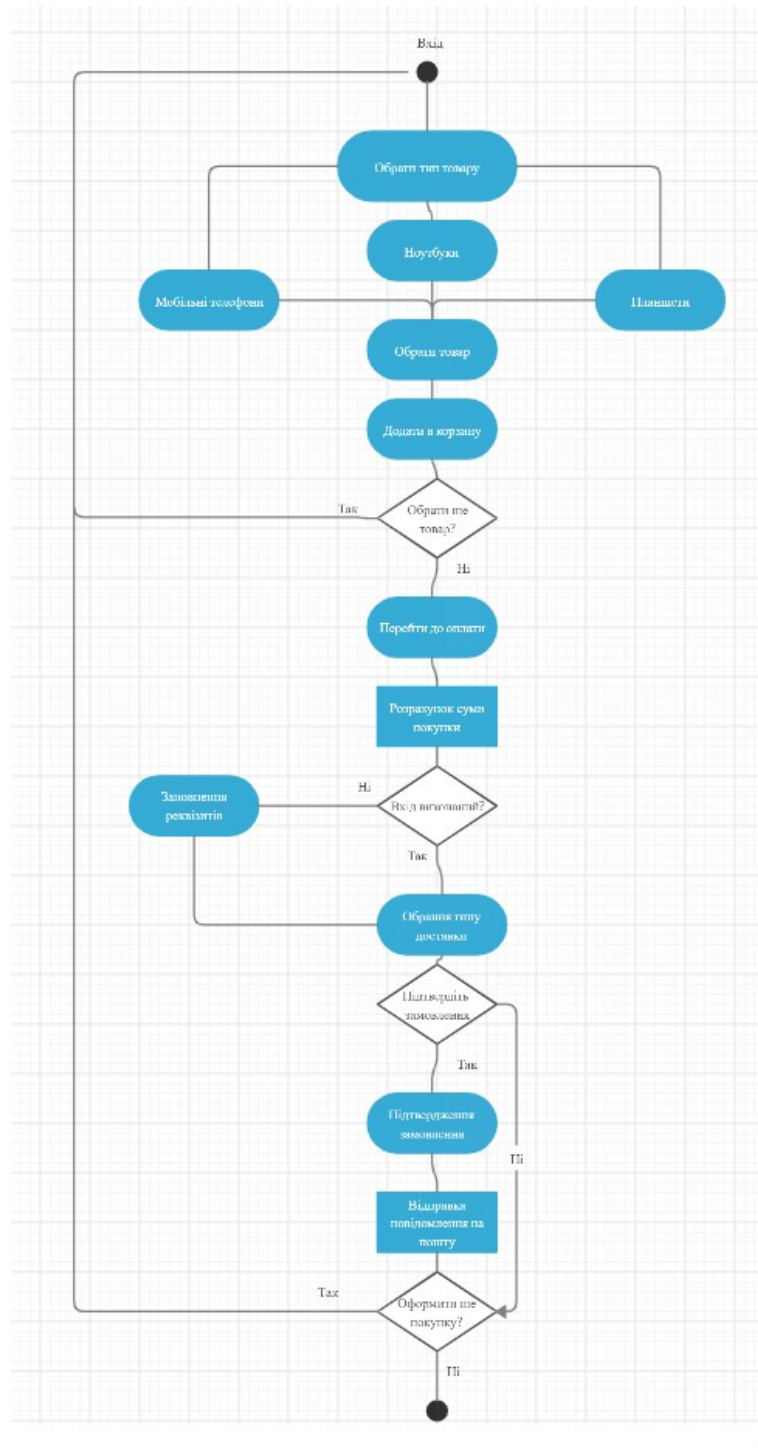 Вхід
Обрати тип товару
Ноутбуки
Мобільні телефони
Планшети
Обрати товар
Додати в корзину
Обрати ще
товар?
Так
Ні
Перейти до оплати
Розрахунок суми
покупки
Вхід виконаний?
Ні
Заповнення
реквізитів
Так
Обрання типу
доставки
Підтвердіть
замовлення
Так
Підтвердження
замовлення
Ні
Відправка
повідомлення на
пошту
Так
Оформити ще
покупку?
Ні